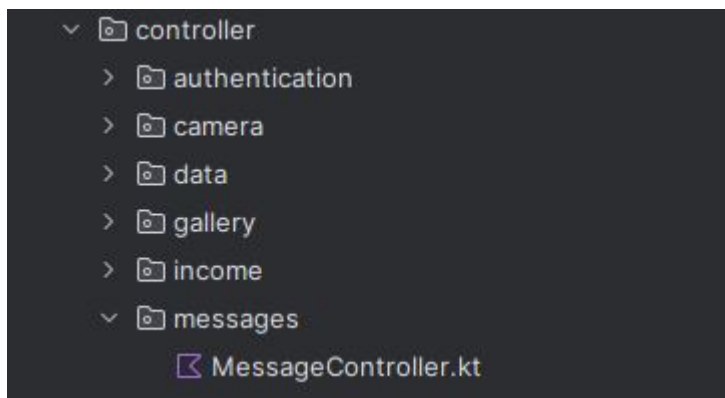 controller
authentication
camera
data
gallery
income
messages
MessageController.kt